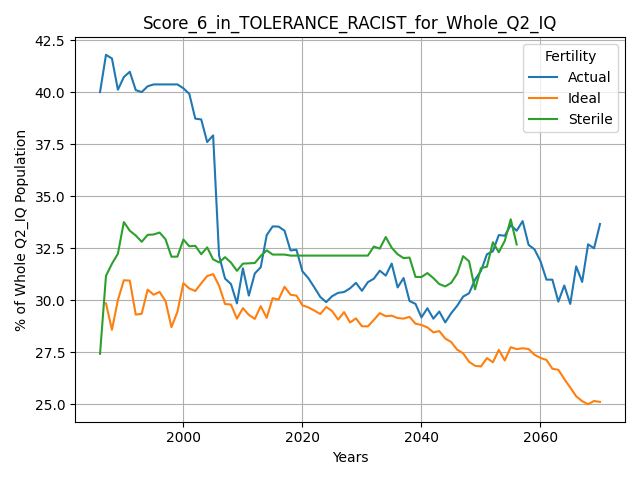 Score_6_in_TOLERANCE_RACIST_for_Whole_Q2_IQ
42.5
40.0
37.5
35.0
32.5
30.0
27.5
25.0
% of Whole Q2_IQ Population
Fertility
Actual
Ideal
Sterile
2000 2020 2040 2060
Years